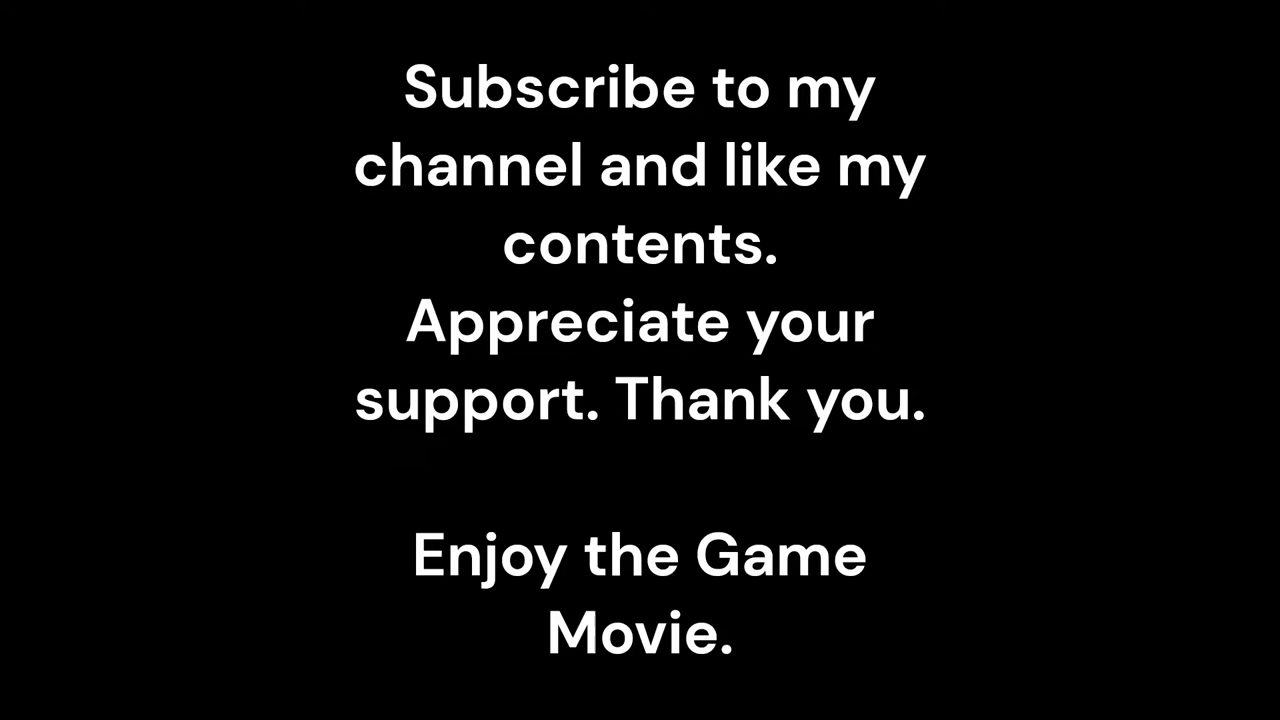 Subscribe to my
channel and like my
contents.
Appreciate your
support. Thank you.
Enjoy the Game
Movie.